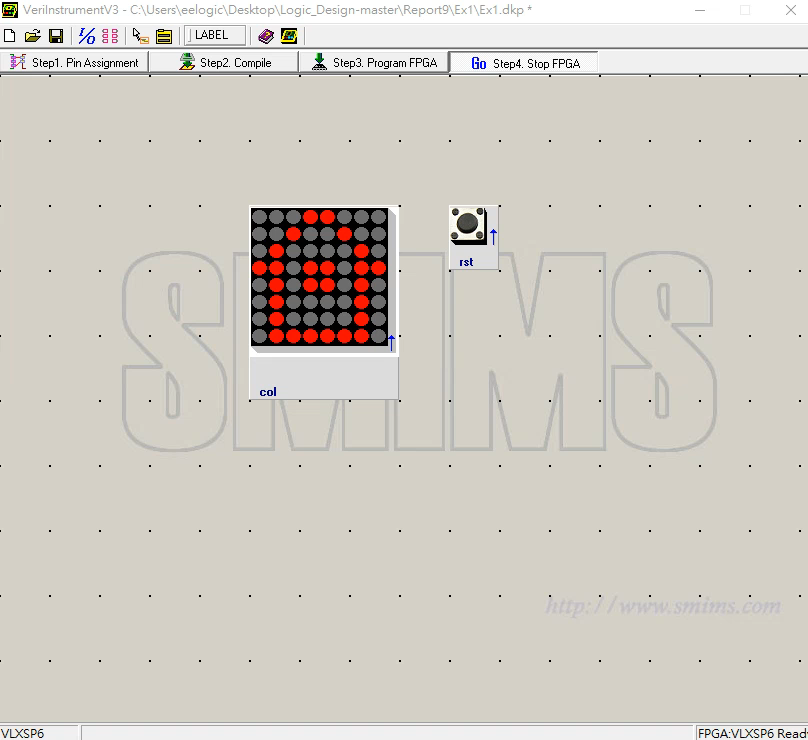 VeriInstrumentV3 - C:\Users\eelogic\Desktop\Logic_Design-master\Report9\Ex1\Ex1.dkp *
I/O LABEL
Step1. Pin Assignment Step2. Compile Step3. Program FPGA Go Step4. Stop FPGA
rst
col
SMIMS
http://www.smims.com
VLXSP6 FPGA:VLXSP6 Read